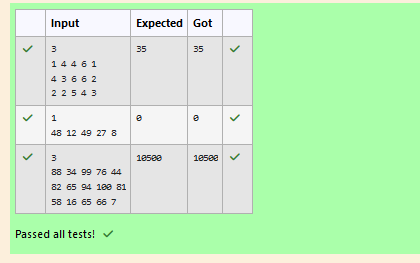 Input Expected Got
3 35 35
1 4 4 6 1
4 3 6 6 2
2 2 5 4 3
1 0 0
48 12 49 27 8
3 10500 10500
88 34 99 76 44
82 65 94 100 81
58 16 65 66 7
Passed all tests!